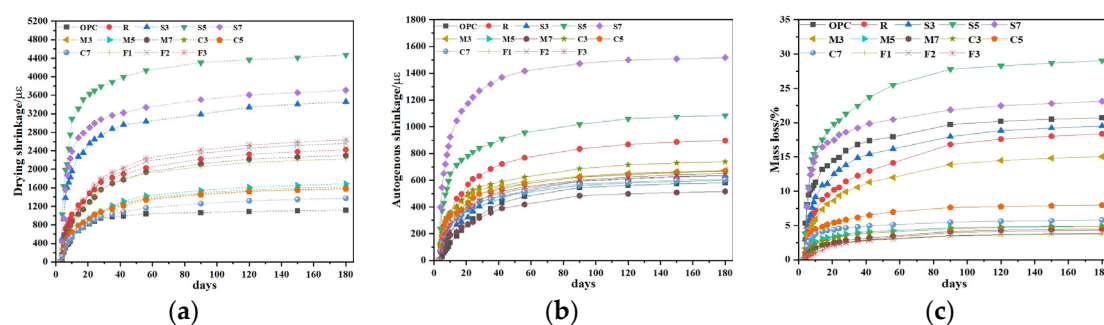 OPC R S3 S5 S7
M3 M5 M7 C3 C5
C7 F1 F2 F3
Drying shrinkage/με
4800
4400
4000
3600
3200
2800
2400
2000
1600
1200
800
400
0
0 20 40 60 80 100 120 140 160 180
days
(a)
OPC R S3 S5 S7
M3 M5 M7 C3 C5
C7 F1 F2 F3
Autogenous shrinkage/με
1800
1600
1400
1200
1000
800
600
400
200
0
0 20 40 60 80 100 120 140 160 180
days
(b)
OPC R S3 S5 S7
M3 M5 M7 C3 C5
C7 F1 F2 F3
Mass loss/%
35
30
25
20
15
10
5
0
0 20 40 60 80 100 120 140 160 180
days
(c)